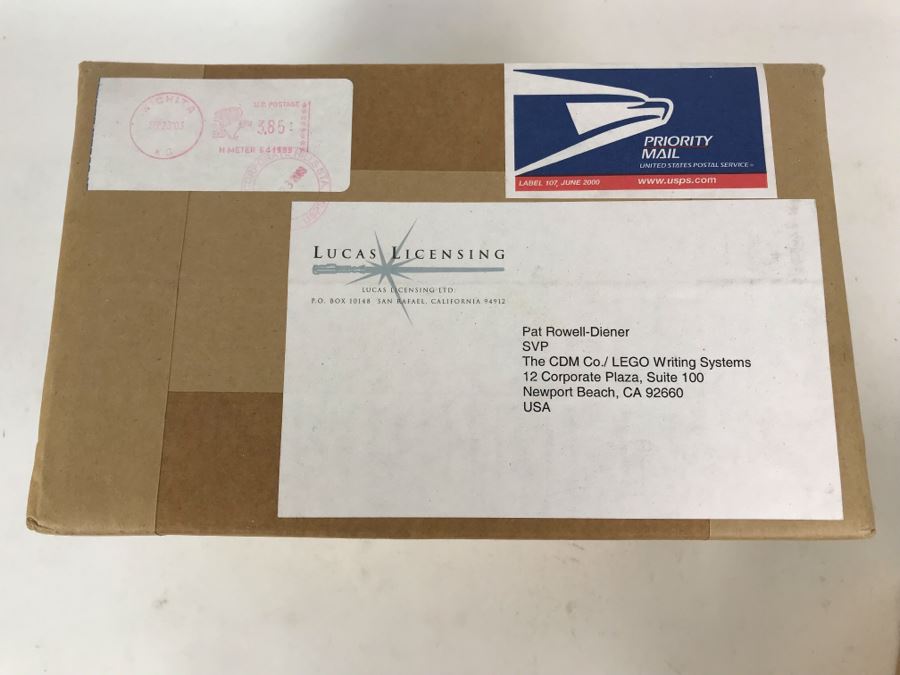 WICHITA
U.S. POSTAGE
3.85
H METER
PRIORITY
MAIL
UNITED STATES POSTAL SERVICE
LABEL 107, JUNE 2000
www.usps.com
LUCAS LICENSING
LUCAS LICENSING LTD.
P.O. BOX 10148 SAN RAFAEL, CALIFORNIA 94912
Pat Rowell-Diener
SVP
The CDM Co./ LEGO Writing Systems
12 Corporate Plaza, Suite 100
Newport Beach, CA 92660
USA